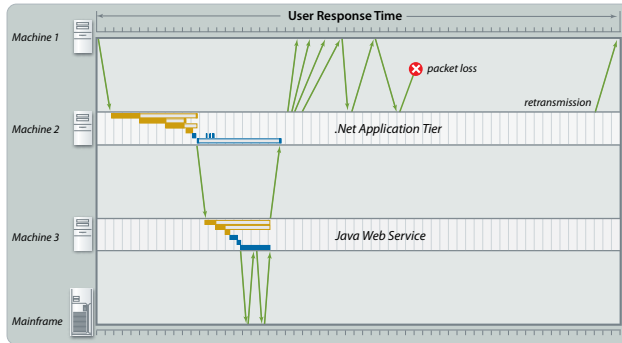 User Response Time
Machine 1
packet loss
retransmission
Machine 2
.Net Application Tier
Machine 3
Java Web Service
Mainframe